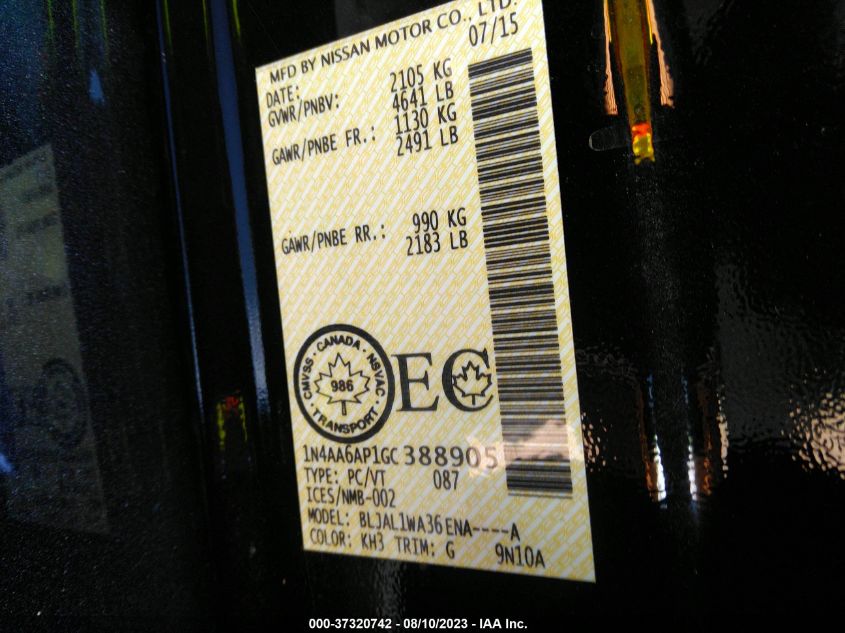 MFD BY NISSAN MOTOR CO., LTD.
DATE: 07/15
GVWR/PNBV: 2105 KG
4641 LB
GAWR/PNBE FR.: 1130 KG
2491 LB
GAWR/PNBE RR.: 990 KG
2183 LB
CMVSS · CANADA · NSVAC · TRANSPORT ·
986
EC
1N4AA6AP1GC388905
TYPE: PC/VT 087
ICES/NMB-002
MODEL: BLJAL1WA36ENA----A
COLOR: KH3 TRIM: G 9N10A
000-37320742 - 08/10/2023 - IAA Inc.